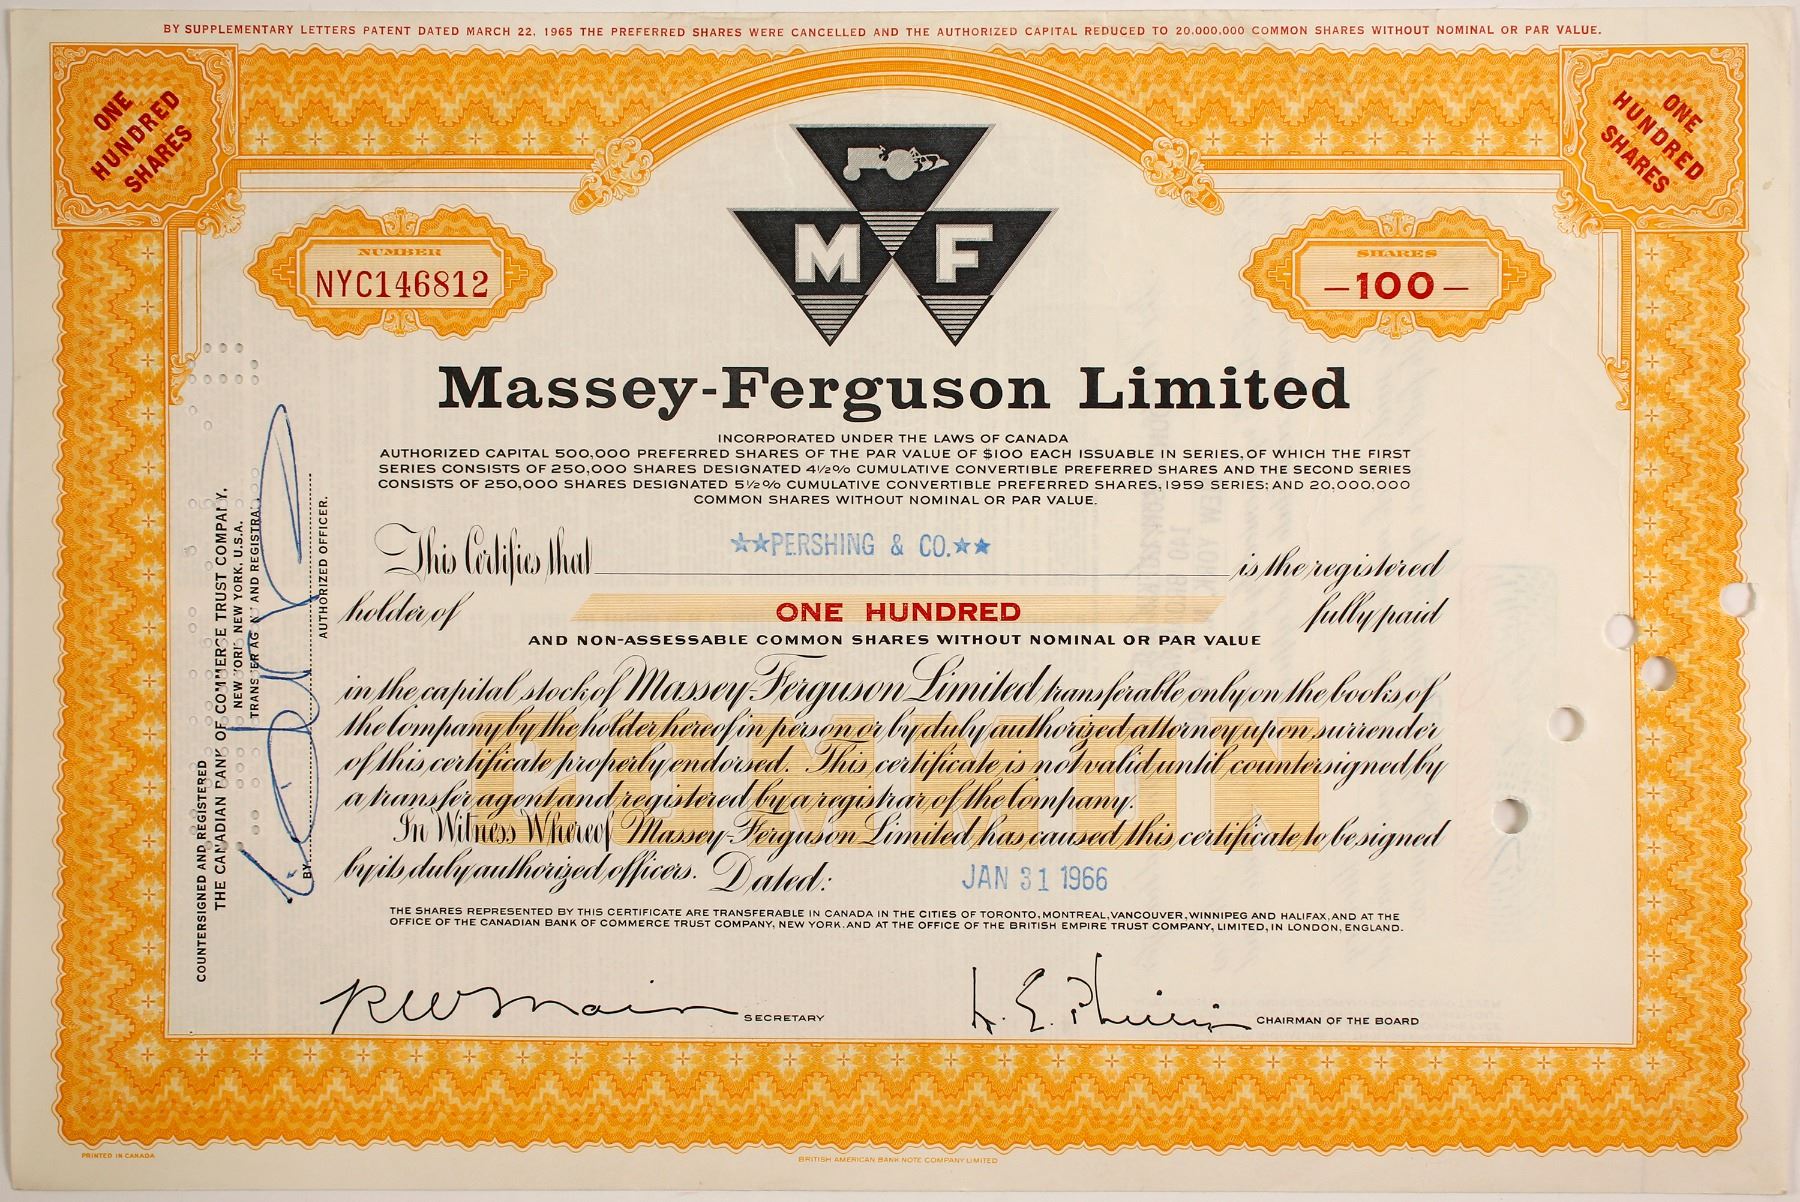 BY SUPPLEMENTARY LETTERS PATENT DATED MARCH 22, 1965 THE PREFERRED SHARES WERE CANCELLED AND THE AUTHORIZED CAPITAL REDUCED TO 20,000,000 COMMON SHARES WITHOUT NOMINAL OR PAR VALUE.
ONE
HUNDRED
SHARES
ONE
HUNDRED
SHARES
NUMBER
NYC146812
M F
SHARES
—100—
Massey-Ferguson Limited
INCORPORATED UNDER THE LAWS OF CANADA
AUTHORIZED CAPITAL 500,000 PREFERRED SHARES OF THE PAR VALUE OF $100 EACH ISSUABLE IN SERIES, OF WHICH THE FIRST
SERIES CONSISTS OF 250,000 SHARES DESIGNATED 4½% CUMULATIVE CONVERTIBLE PREFERRED SHARES AND THE SECOND SERIES
CONSISTS OF 250,000 SHARES DESIGNATED 5½% CUMULATIVE CONVERTIBLE PREFERRED SHARES, 1959 SERIES; AND 20,000,000
COMMON SHARES WITHOUT NOMINAL OR PAR VALUE.
This Certifies that ★★PERSHING & CO.★★ is the registered
holder of ONE HUNDRED fully paid
AND NON-ASSESSABLE COMMON SHARES WITHOUT NOMINAL OR PAR VALUE
in the capital stock of Massey-Ferguson Limited transferable only on the books of
the Company by the holder hereof in person or by duly authorized attorney upon surrender
of this certificate properly endorsed. This certificate is not valid until countersigned by
a transfer agent and registered by a registrar of the Company.
In Witness Whereof Massey-Ferguson Limited has caused this certificate to be signed
by its duly authorized officers. Dated: JAN 31 1966
COMMON
THE SHARES REPRESENTED BY THIS CERTIFICATE ARE TRANSFERABLE IN CANADA IN THE CITIES OF TORONTO, MONTREAL, VANCOUVER, WINNIPEG AND HALIFAX, AND AT THE
OFFICE OF THE CANADIAN BANK OF COMMERCE TRUST COMPANY, NEW YORK. AND AT THE OFFICE OF THE BRITISH EMPIRE TRUST COMPANY, LIMITED, IN LONDON, ENGLAND.
SECRETARY
CHAIRMAN OF THE BOARD
COUNTERSIGNED AND REGISTERED
THE CANADIAN BANK OF COMMERCE TRUST COMPANY,
NEW YORK, NEW YORK, U.S.A.
TRANSFER AGENT AND REGISTRAR
BY
AUTHORIZED OFFICER.
PRINTED IN CANADA
BRITISH AMERICAN BANK NOTE COMPANY LIMITED